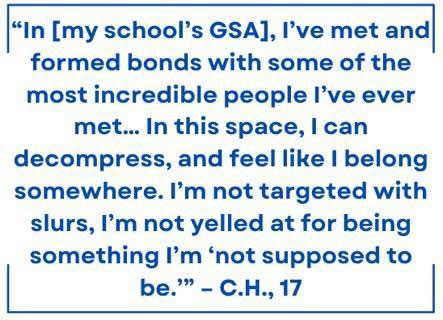 “In [my school’s GSA], I’ve met and
formed bonds with some of the
most incredible people I’ve ever
met... In this space, I can
decompress, and feel like I belong
somewhere. I’m not targeted with
slurs, I’m not yelled at for being
something I’m ‘not supposed to
be.’” – C.H., 17